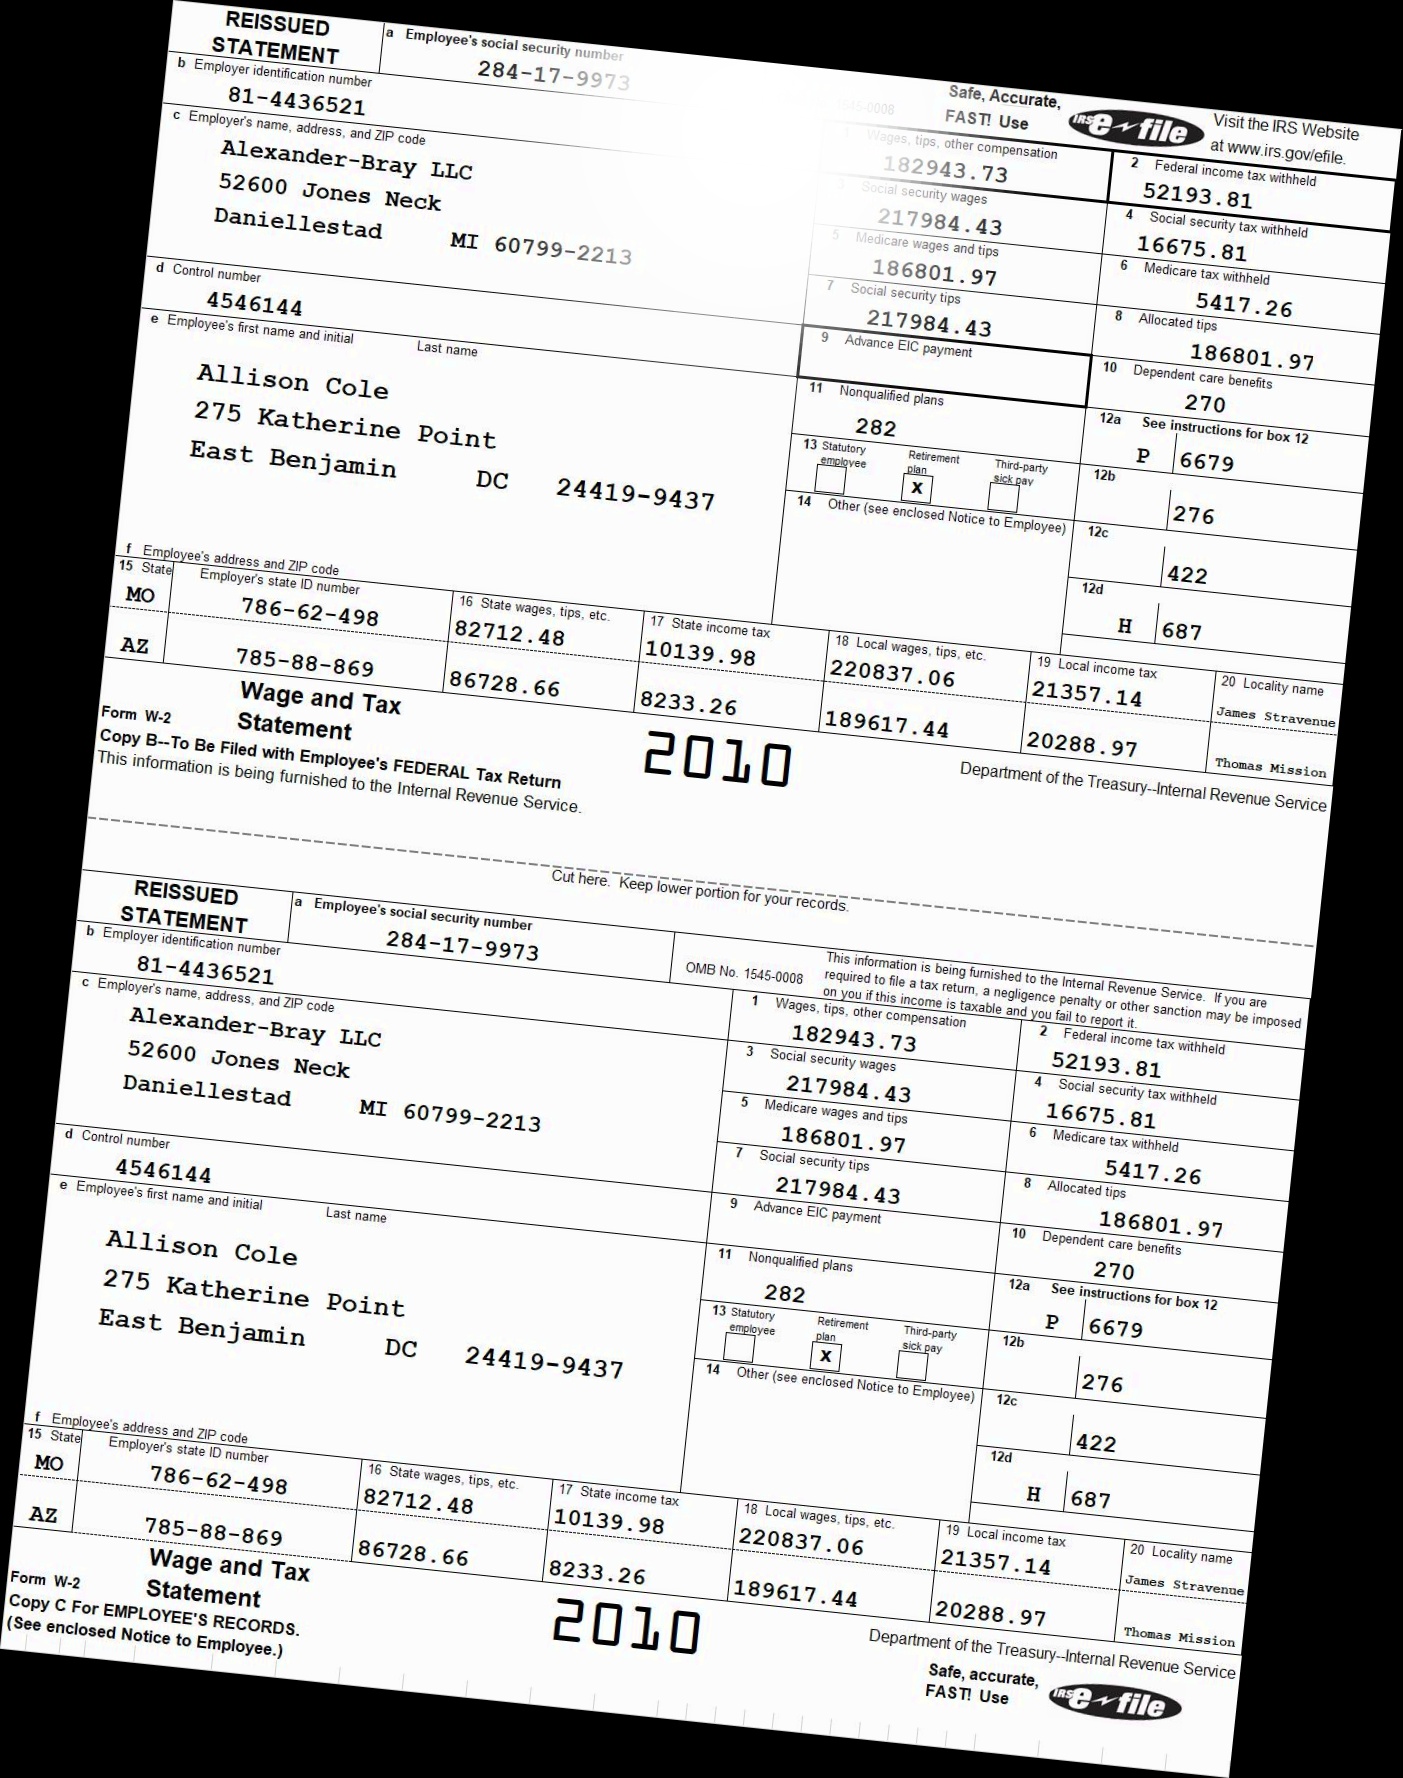 REISSUED
STATEMENT
a Employee's social security number
284-17-9973
1545-0008
Safe, Accurate,
FAST! Use
IRS e-file
Visit the IRS Website
at www.irs.gov/efile.
b Employer identification number
81-4436521
1 Wages, tips, other compensation
182943.73
2 Federal income tax withheld
52193.81
c Employer's name, address, and ZIP code
Alexander-Bray LLC
52600 Jones Neck
Daniellestad MI 60799-2213
3 Social security wages
217984.43
4 Social security tax withheld
16675.81
5 Medicare wages and tips
186801.97
6 Medicare tax withheld
5417.26
d Control number
4546144
7 Social security tips
217984.43
8 Allocated tips
186801.97
e Employee's first name and initial Last name
Allison Cole
275 Katherine Point
East Benjamin DC 24419-9437
9 Advance EIC payment
10 Dependent care benefits
270
11 Nonqualified plans
282
12a See instructions for box 12
P 6679
13 Statutory employee
Retirement plan
X
Third-party sick pay
12b
276
14 Other (see enclosed Notice to Employee)
12c
422
12d
H 687
f Employee's address and ZIP code
15 State Employer's state ID number
MO 786-62-498
AZ 785-88-869
16 State wages, tips, etc.
82712.48
86728.66
17 State income tax
10139.98
8233.26
18 Local wages, tips, etc.
220837.06
189617.44
19 Local income tax
21357.14
20288.97
20 Locality name
James Stravenue
Thomas Mission
Form W-2
Wage and Tax
Statement
2010
Department of the Treasury--Internal Revenue Service
Copy B--To Be Filed with Employee's FEDERAL Tax Return
This information is being furnished to the Internal Revenue Service.
Cut here. Keep lower portion for your records.
REISSUED
STATEMENT
a Employee's social security number
284-17-9973
OMB No. 1545-0008
This information is being furnished to the Internal Revenue Service. If you are
required to file a tax return, a negligence penalty or other sanction may be imposed
on you if this income is taxable and you fail to report it.
b Employer identification number
81-4436521
1 Wages, tips, other compensation
182943.73
2 Federal income tax withheld
52193.81
c Employer's name, address, and ZIP code
Alexander-Bray LLC
52600 Jones Neck
Daniellestad MI 60799-2213
3 Social security wages
217984.43
4 Social security tax withheld
16675.81
5 Medicare wages and tips
186801.97
6 Medicare tax withheld
5417.26
d Control number
4546144
7 Social security tips
217984.43
8 Allocated tips
186801.97
e Employee's first name and initial Last name
Allison Cole
275 Katherine Point
East Benjamin DC 24419-9437
9 Advance EIC payment
10 Dependent care benefits
270
11 Nonqualified plans
282
12a See instructions for box 12
P 6679
13 Statutory employee
Retirement plan
X
Third-party sick pay
12b
276
14 Other (see enclosed Notice to Employee)
12c
422
12d
H 687
f Employee's address and ZIP code
15 State Employer's state ID number
MO 786-62-498
AZ 785-88-869
16 State wages, tips, etc.
82712.48
86728.66
17 State income tax
10139.98
8233.26
18 Local wages, tips, etc.
220837.06
189617.44
19 Local income tax
21357.14
20288.97
20 Locality name
James Stravenue
Thomas Mission
Form W-2
Wage and Tax
Statement
2010
Department of the Treasury--Internal Revenue Service
Copy C For EMPLOYEE'S RECORDS.
(See enclosed Notice to Employee.)
Safe, accurate,
FAST! Use
IRS e-file